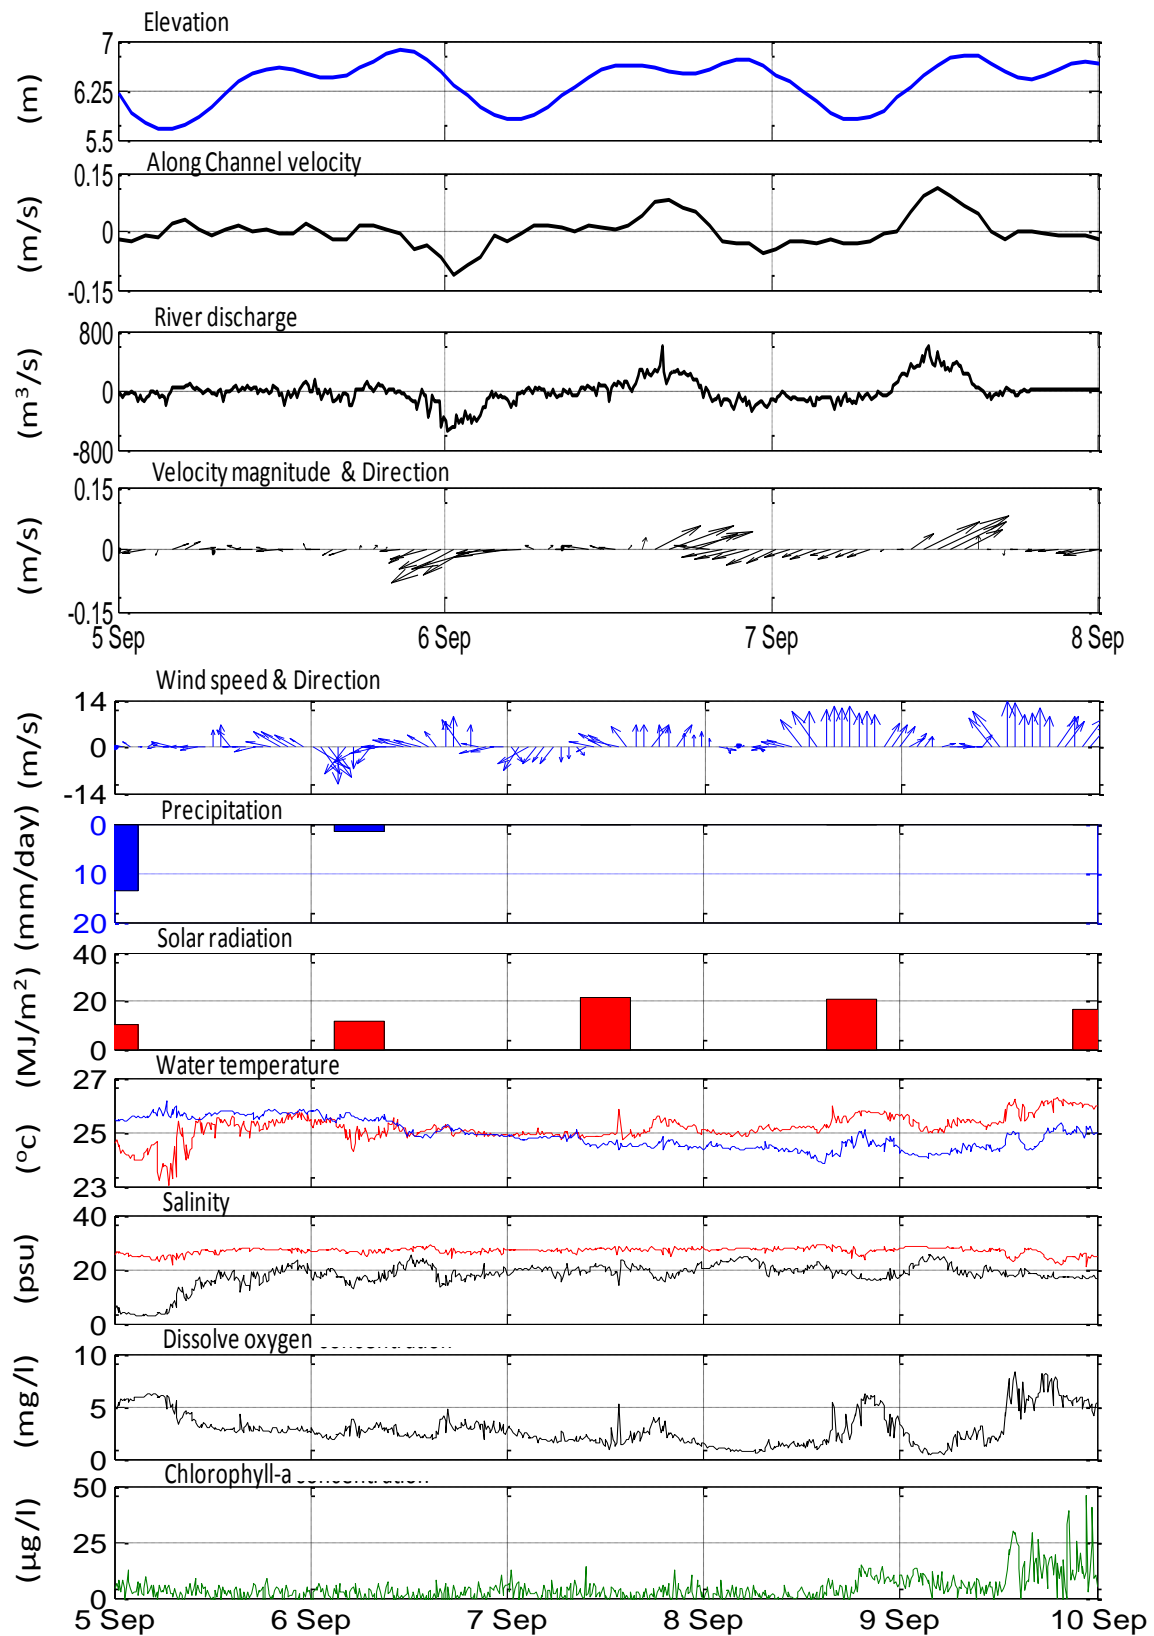 Elevation
7
6.25
5.5
(m)
Along Channel velocity
0.15
0
-0.15
(m/s)
River discharge
800
0
-800
(m³/s)
Velocity magnitude & Direction
0.15
0
-0.15
(m/s)
5 Sep 6 Sep 7 Sep 8 Sep
Wind speed & Direction
14
0
-14
(m/s)
Precipitation
0
10
20
(mm/day)
Solar radiation
40
20
0
(MJ/m²)
Water temperature
27
25
23
(°c)
Salinity
40
20
0
(psu)
Dissolve oxygen
10
5
0
(mg/l)
Chlorophyll-a
50
25
0
(µg/l)
5 Sep 6 Sep 7 Sep 8 Sep 9 Sep 10 Sep